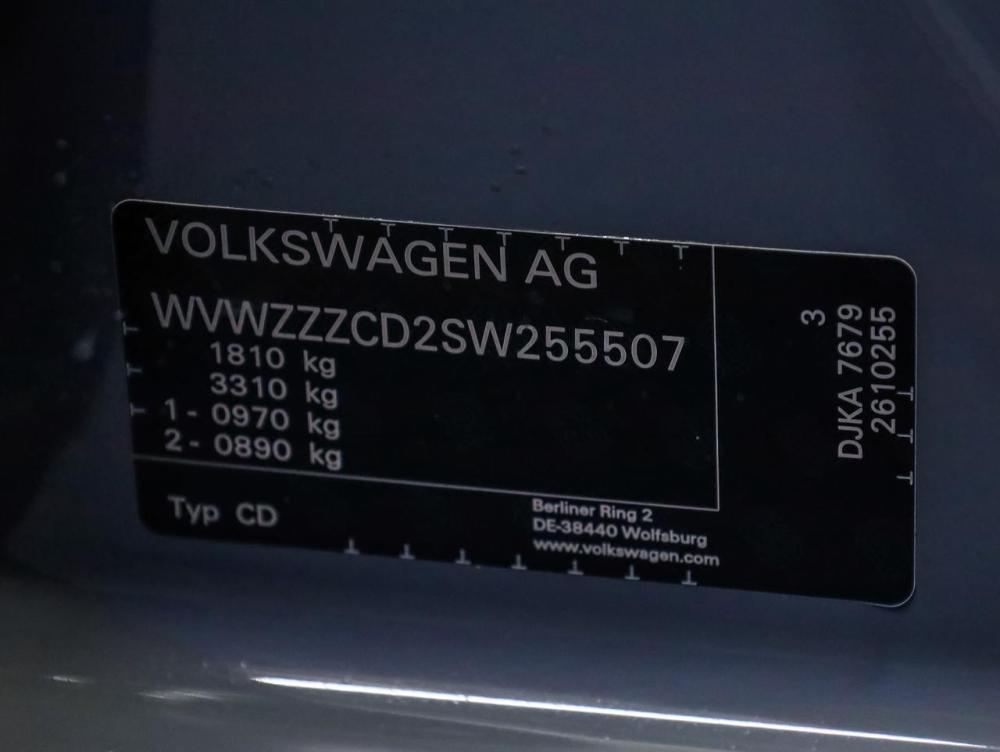 VOLKSWAGEN AG
WVWZZZCD2SW255507
1810 kg
3310 kg
1 - 0970 kg
2 - 0890 kg
Typ CD
Berliner Ring 2
DE-38440 Wolfsburg
www.volkswagen.com
3
DJKA 7679
2610255